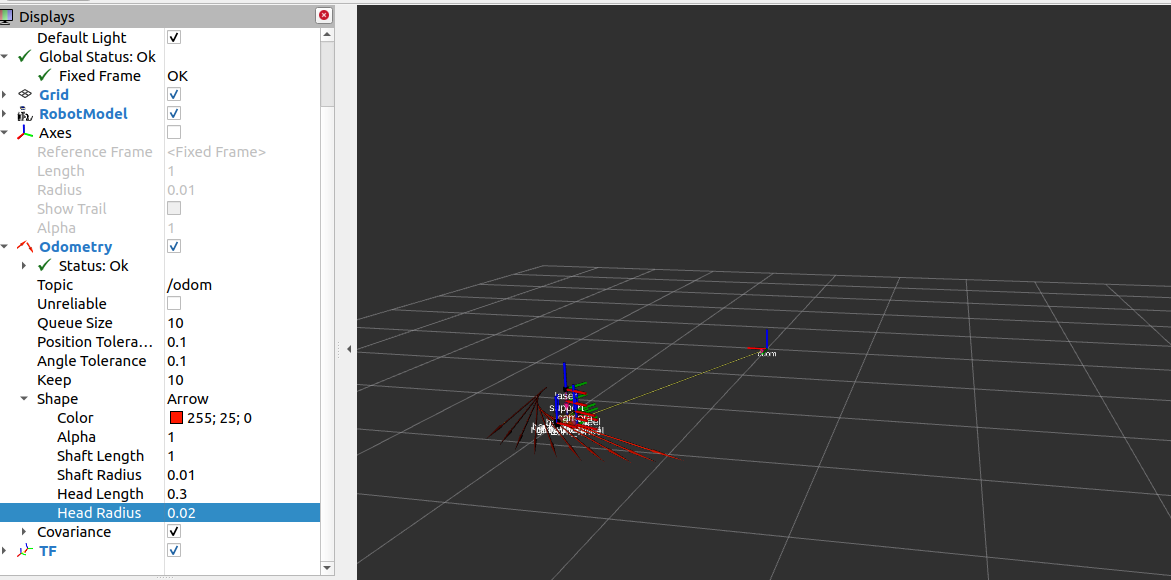 Displays
Default Light
Global Status: Ok
Fixed Frame OK
Grid
RobotModel
Axes
Reference Frame <Fixed Frame>
Length 1
Radius 0.01
Show Trail
Alpha 1
Odometry
Status: Ok
Topic /odom
Unreliable
Queue Size 10
Position Tolera... 0.1
Angle Tolerance 0.1
Keep 10
Shape Arrow
Color 255; 25; 0
Alpha 1
Shaft Length 1
Shaft Radius 0.01
Head Length 0.3
Head Radius 0.02
Covariance
TF
odom
laser
support
camera